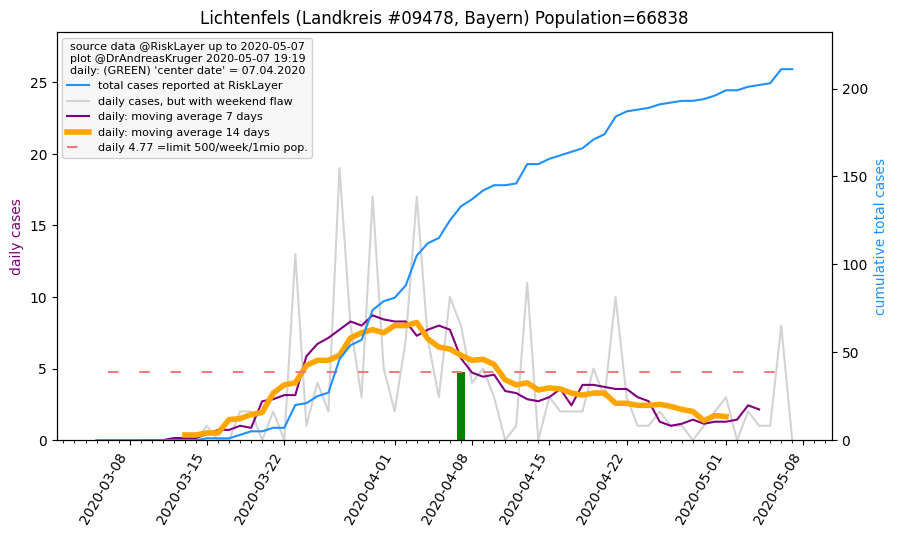 Lichtenfels (Landkreis #09478, Bayern) Population=66838
source data @RiskLayer up to 2020-05-07
plot @DrAndreasKruger 2020-05-07 19:19
daily: (GREEN) 'center date' = 07.04.2020
total cases reported at RiskLayer
daily cases, but with weekend flaw
daily: moving average 7 days
daily: moving average 14 days
daily 4.77 =limit 500/week/1mio pop.
daily cases
25
20
15
10
5
0
cumulative total cases
200
150
100
50
0
2020-03-08
2020-03-15
2020-03-22
2020-04-01
2020-04-08
2020-04-15
2020-04-22
2020-05-01
2020-05-08